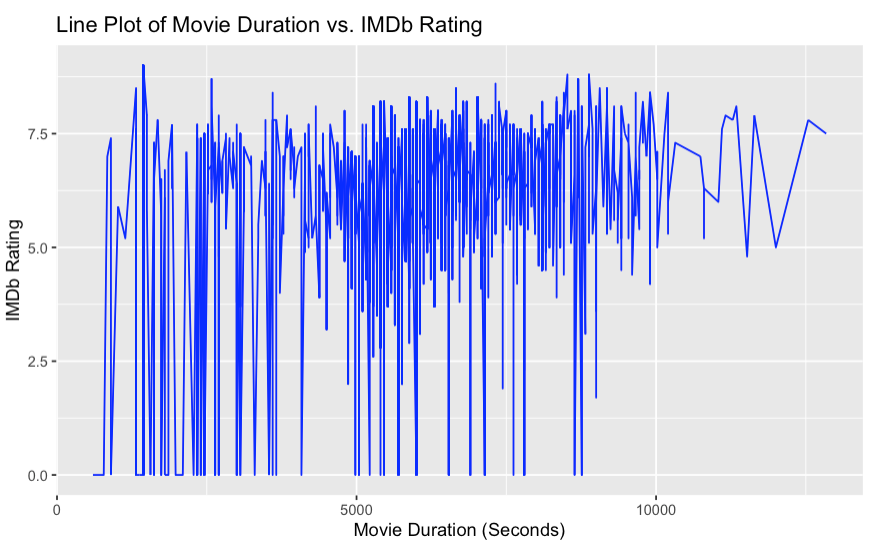 Line Plot of Movie Duration vs. IMDb Rating
IMDb Rating
7.5
5.0
2.5
0.0
0
5000
10000
Movie Duration (Seconds)